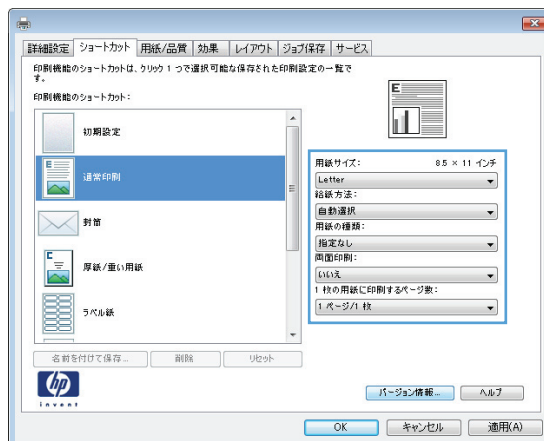 詳細設定 ショートカット 用紙/品質 効果 レイアウト ジョブ保存 サービス
印刷機能のショートカットは、クリック 1 つで選択可能な保存された印刷設定の一覧で
す。
印刷機能のショートカット:
初期設定
通常印刷
封筒
厚紙/重い用紙
ラベル紙
E
用紙サイズ: 8.5 × 11 インチ
Letter
給紙方法:
自動選択
用紙の種類:
指定なし
両面印刷:
いいえ
1 枚の用紙に印刷するページ数:
1 ページ/1 枚
名前を付けて保存... 削除 リセット
hp
invent
バージョン情報... ヘルプ
OK キャンセル 適用(A)